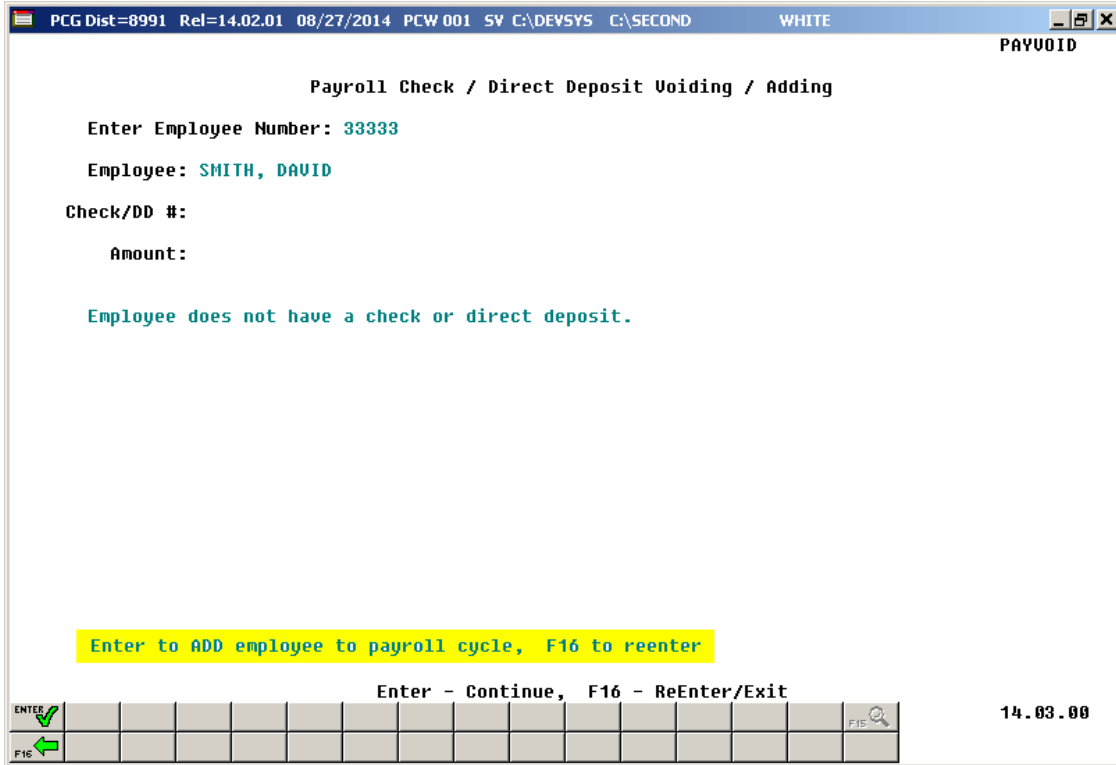 PCG Dist=8991 Rel=14.02.01 08/27/2014 PCW 001 SV C:\DEVSYS C:\SECOND WHITE
PAYVOID
Payroll Check / Direct Deposit Voiding / Adding
Enter Employee Number: 33333
Employee: SMITH, DAVID
Check/DD #:
Amount:
Employee does not have a check or direct deposit.
Enter to ADD employee to payroll cycle, F16 to reenter
Enter - Continue, F16 - ReEnter/Exit
ENTER
F15
14.03.00
F16